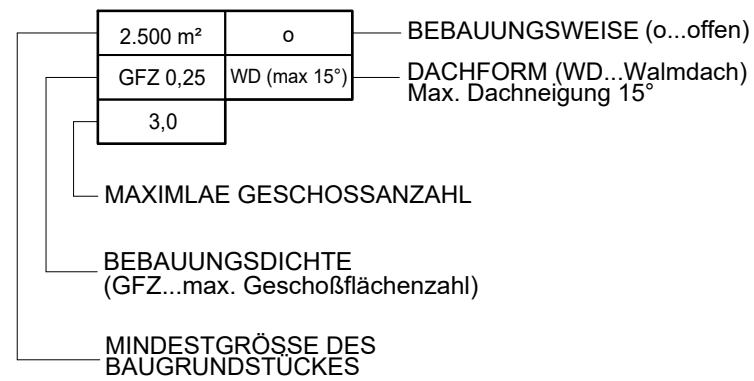 2.500 m² o BEBAUUNGSWEISE (o...offen)
GFZ 0,25 WD (max 15°) DACHFORM (WD...Walmdach)
Max. Dachneigung 15°
3,0
MAXIMLAE GESCHOSSANZAHL
BEBAUUNGSDICHTE
(GFZ...max. Geschoßflächenzahl)
MINDESTGRÖSSE DES
BAUGRUNDSTÜCKES